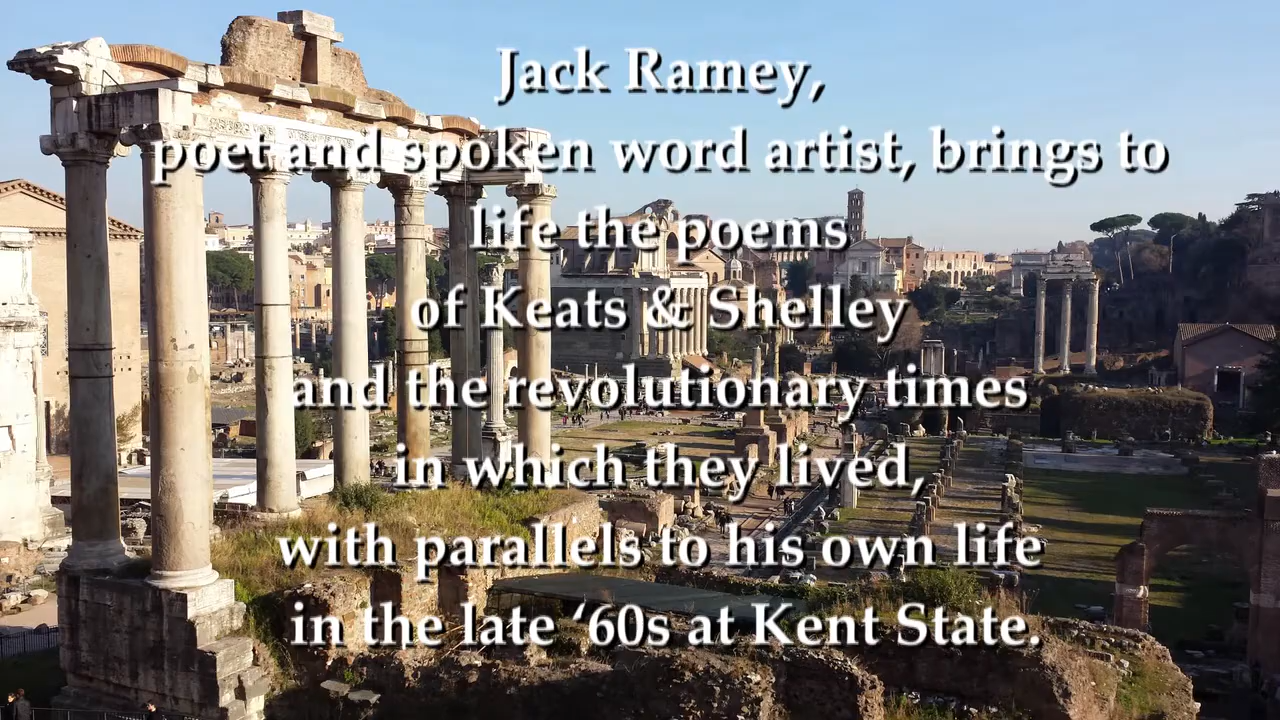 Jack Ramey,
poet and spoken word artist, brings to
life the poems
of Keats & Shelley
and the revolutionary times
in which they lived,
with parallels to his own life
in the late ‘60s at Kent State.